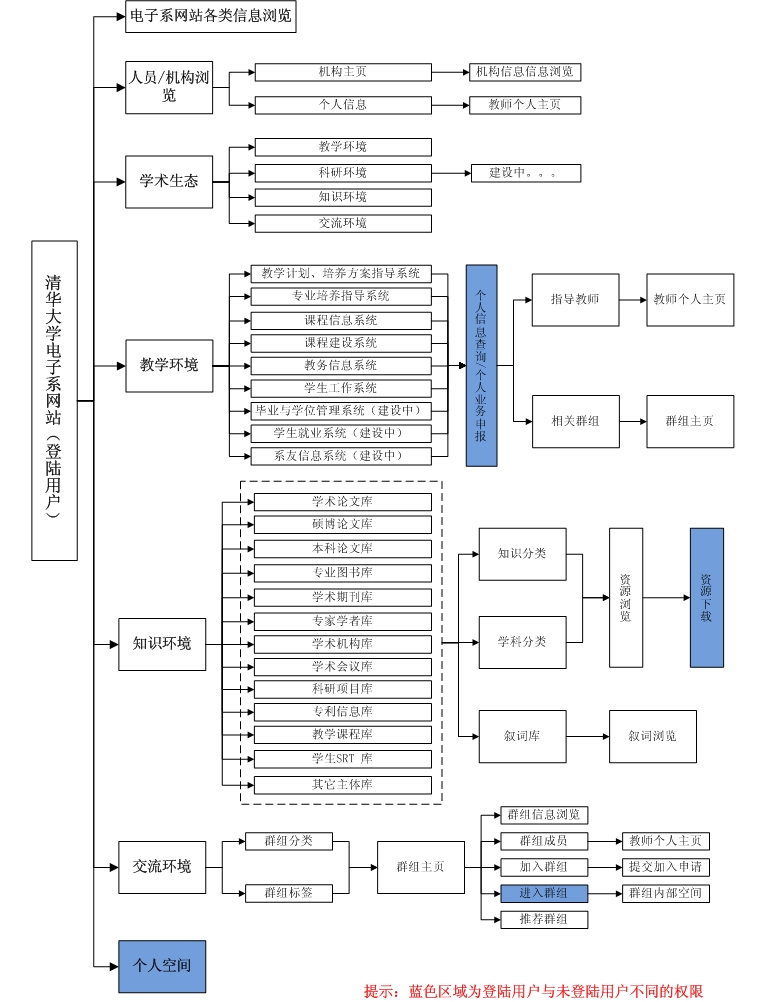 清华大学电子系网站（登陆用户）
电子系网站各类信息浏览
人员/机构浏
览
机构主页
机构信息信息浏览
个人信息
教师个人主页
学术生态
教学环境
科研环境
建设中。。。
知识环境
交流环境
教学环境
教学计划、培养方案指导系统
专业培养指导系统
课程信息系统
课程建设系统
教务信息系统
学生工作系统
毕业与学位管理系统（建设中）
学生就业系统（建设中）
系友信息系统（建设中）
个人信息查询/个人业务申报
指导教师
教师个人主页
相关群组
群组主页
知识环境
学术论文库
硕博论文库
本科论文库
专业图书库
学术期刊库
专家学者库
学术机构库
学术会议库
科研项目库
专利信息库
教学课程库
学生SRT 库
其它主体库
知识分类
学科分类
资源浏览
资源下载
叙词库
叙词浏览
交流环境
群组分类
群组标签
群组主页
群组信息浏览
群组成员
教师个人主页
加入群组
提交加入申请
进入群组
群组内部空间
推荐群组
个人空间
提示：蓝色区域为登陆用户与未登陆用户不同的权限